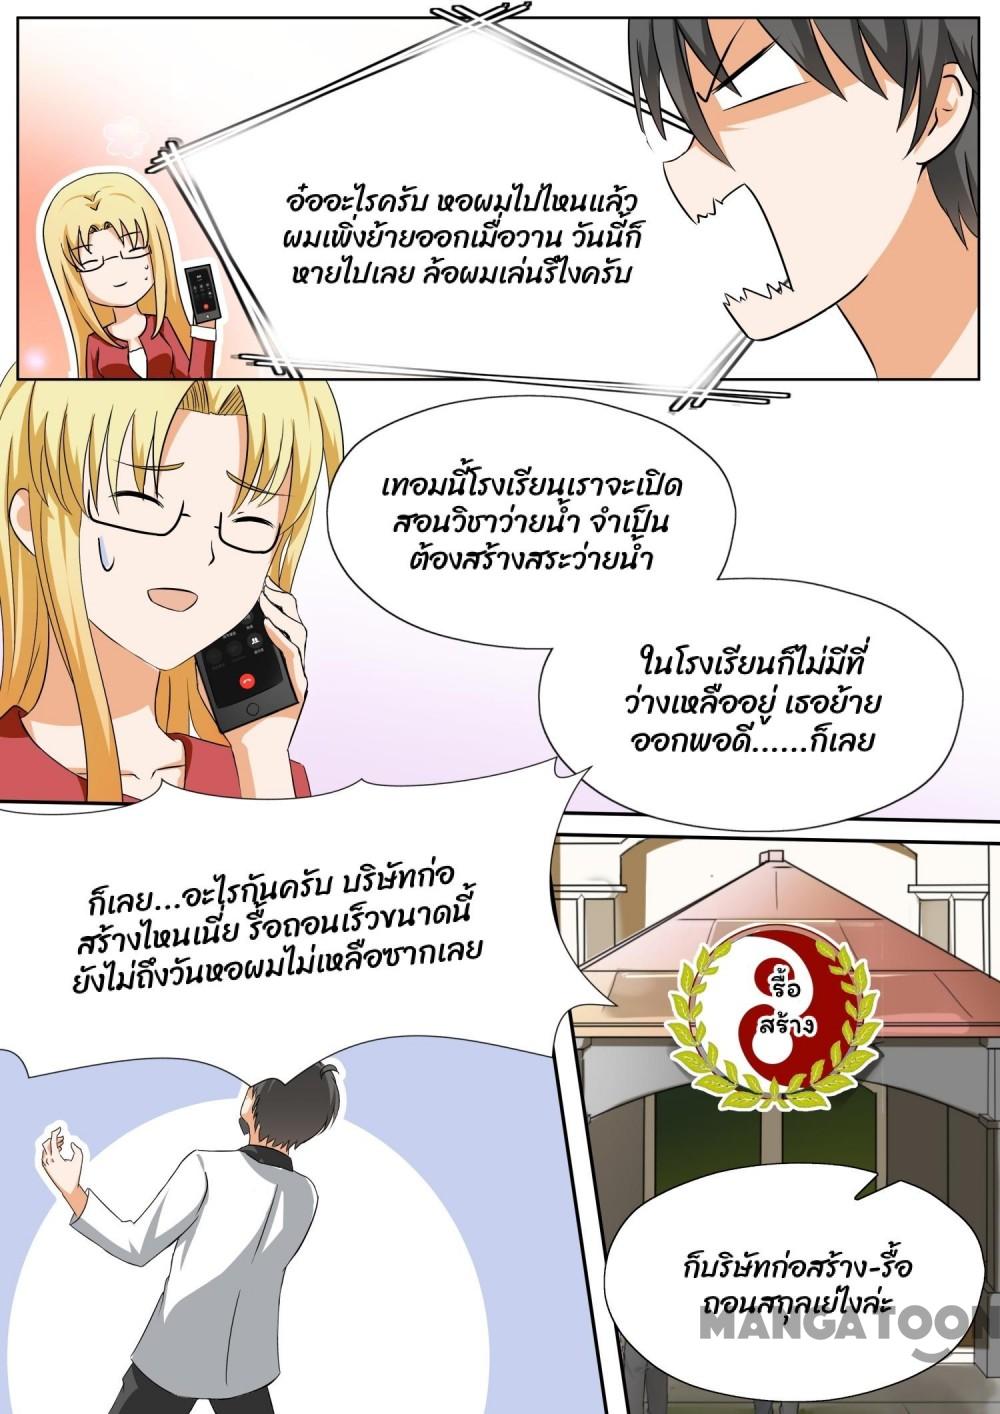 อ๋ออะไรครับ หอผมไปไหนแล้ว
ผมเพิ่งย้ายออกเมื่อวาน วันนี้ก็
หายไปเลย ล้อผมเล่นรึไงครับ
เทอมนี้โรงเรียนเราจะเปิด
สอนวิชาว่ายน้ำ จำเป็น
ต้องสร้างสระว่ายน้ำ
ในโรงเรียนก็ไม่มีที่
ว่างเหลืออยู่ เธอย้าย
ออกพอดี......ก็เลย
ก็เลย...อะไรกันครับ บริษัทก่อ
สร้างไหนเนี่ย รื้อถอนเร็วขนาดนี้
ยังไม่ถึงวันหอผมไม่เหลือซากเลย
รื้อ
สร้าง
ก็บริษัทก่อสร้าง-รื้อ
ถอนสกุลเย่ไงล่ะ
MANGATOON